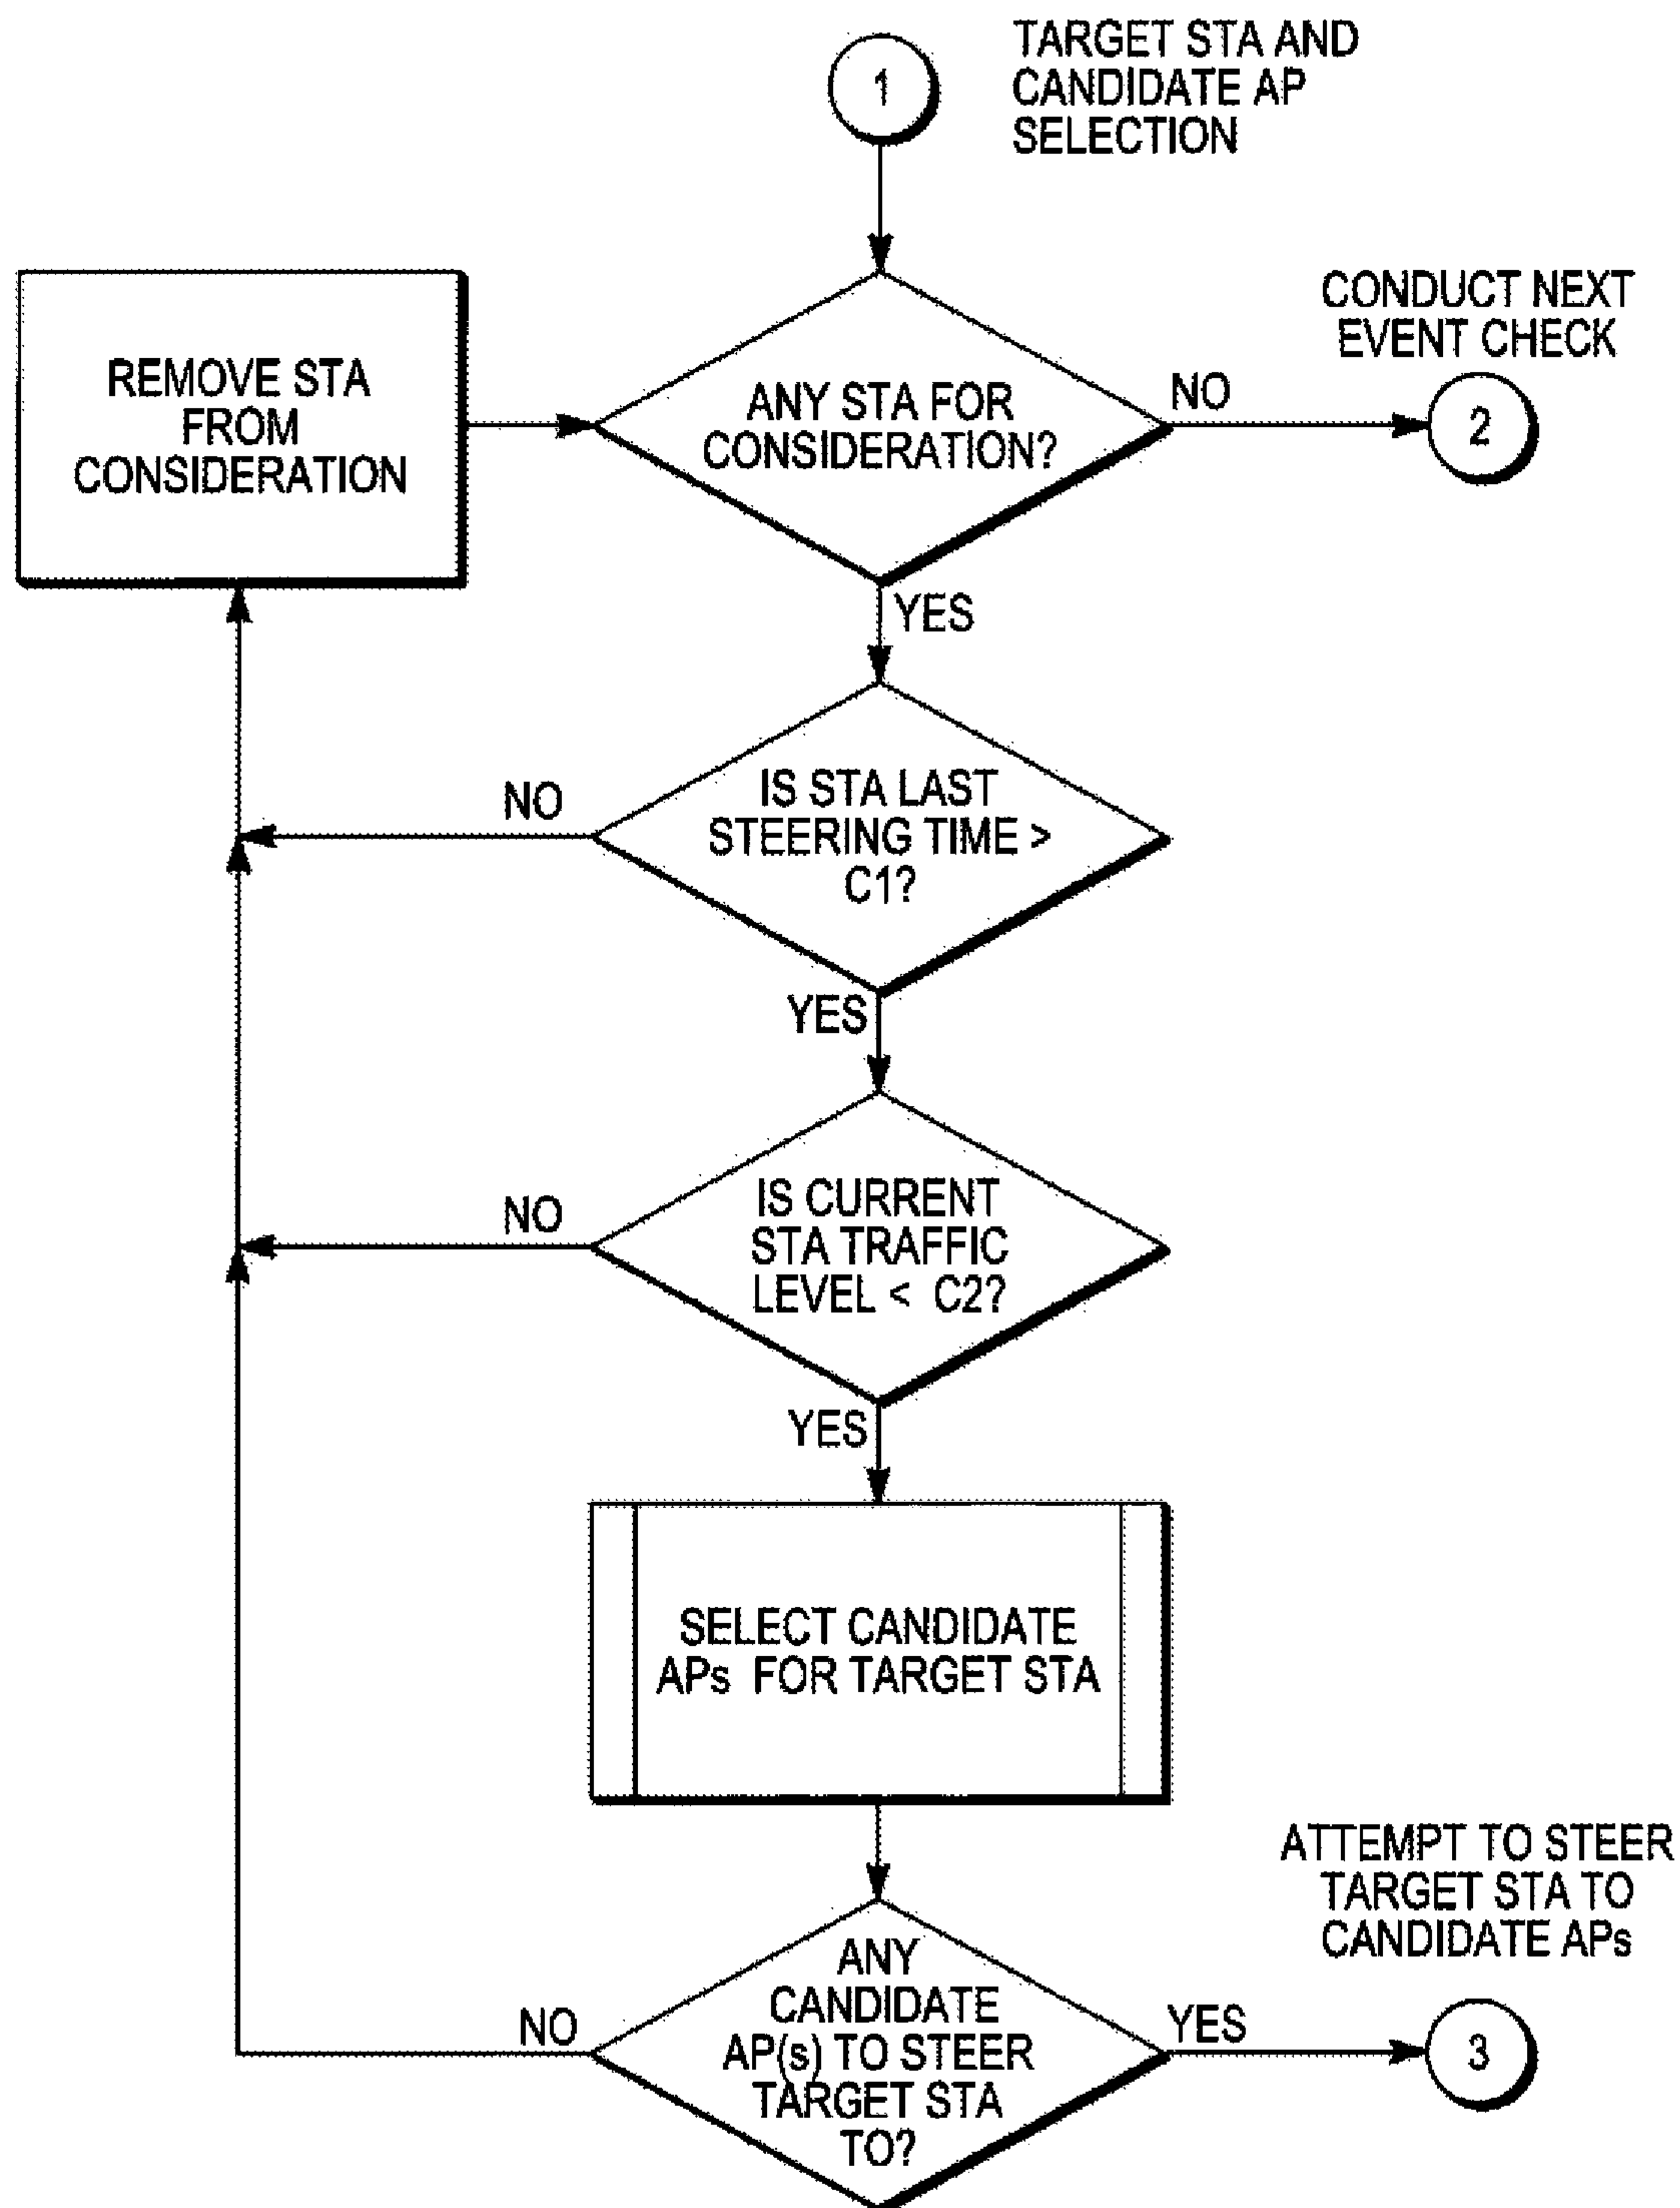 1
TARGET STA AND
CANDIDATE AP
SELECTION
REMOVE STA
FROM
CONSIDERATION
ANY STA FOR
CONSIDERATION?
NO
CONDUCT NEXT
EVENT CHECK
2
YES
IS STA LAST
STEERING TIME >
C1?
NO
YES
IS CURRENT
STA TRAFFIC
LEVEL < C2?
NO
YES
SELECT CANDIDATE
APs FOR TARGET STA
ANY
CANDIDATE
AP(s) TO STEER
TARGET STA
TO?
NO
YES
ATTEMPT TO STEER
TARGET STA TO
CANDIDATE APs
3